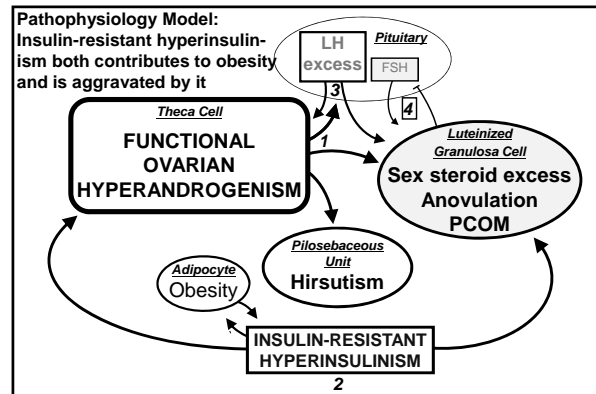 Pathophysiology Model:
Insulin-resistant hyperinsulin-
ism both contributes to obesity
and is aggravated by it
Pituitary
LH
excess
FSH
3
4
Theca Cell
FUNCTIONAL
OVARIAN
HYPERANDROGENISM
1
Luteinized
Granulosa Cell
Sex steroid excess
Anovulation
PCOM
Pilosebaceous
Unit
Hirsutism
Adipocyte
Obesity
INSULIN-RESISTANT
HYPERINSULINISM
2